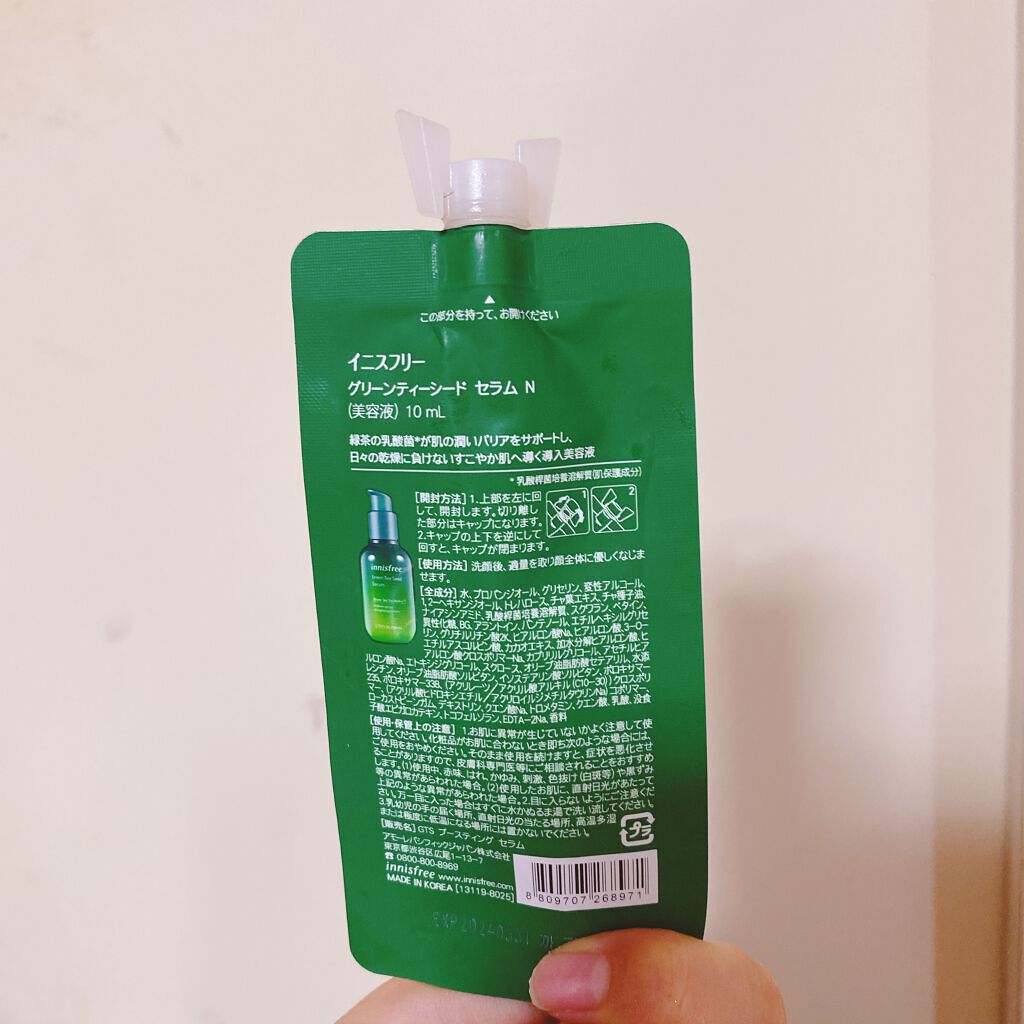 この部分を持って、お開けください
イニスフリー
グリーンティーシード セラム N
(美容液) 10 mL
緑茶の乳酸菌*が肌の潤いバリアをサポートし、
日々の乾燥に負けないすこやか肌へ導く導入美容液
* 乳酸桿菌培養溶解質(肌保護成分)
[開封方法] 1.上部を左に回
して、開封します。切り離し
た部分はキャップになります。
2.キャップの上下を逆にして
回すと、キャップが閉まります。
1
2
[使用方法] 洗顔後、適量を取り顔全体に優しくなじま
せます。
innisfree
Green Tea Seed
Serum
[全成分] 水、プロパンジオール、グリセリン、変性アルコール、
1,2-ヘキサンジオール、トレハロース、チャ葉エキス、チャ種子油、
ナイアシンアミド、乳酸桿菌培養溶解質、スクワラン、ベタイン、
異性化糖、BG、アラントイン、パンテノール、エチルヘキシルグリセ
リン、グリチルリチン酸2K、ヒアルロン酸Na、ヒアルロン酸、3-O-
エチルアスコルビン酸、カカオエキス、加水分解ヒアルロン酸、ヒ
アルロン酸クロスポリマーNa、カプリリルグリコール、アセチルヒア
ルロン酸Na、エトキシジグリコール、スクロース、オリーブ油脂肪酸セテアリル、水添
レシチン、オリーブ油脂肪酸ソルビタン、イソステアリン酸ソルビタン、ポロキサマー
235、ポロキサマー338、(アクリレーツ/アクリル酸アルキル(C10-30))クロスポリ
マー、(アクリル酸ヒドロキシエチル/アクリロイルジメチルタウリンNa)コポリマー、
ローカストビーンガム、デキストリン、クエン酸Na、トロメタミン、クエン酸、乳酸、没食
子酸エピガロカテキン、トコフェルソラン、EDTA-2Na、香料
[使用・保管上の注意] 1.お肌に異常が生じていないかよく注意して使
用してください。化粧品がお肌に合わないとき即ち次のような場合には、
ご使用をおやめください。そのまま使用を続けますと、症状を悪化させ
ることがありますので、皮膚科専門医等にご相談されることをおすすめ
します。(1)使用中、赤味、はれ、かゆみ、刺激、色抜け(白斑等)や黒ずみ
等の異常があらわれた場合。(2)使用したお肌に、直射日光があたって
上記のような異常があらわれた場合。2.目に入らないようにご注意くだ
さい。万一目に入った場合はすぐに水かぬるま湯で洗い流してください。
3.乳幼児の手の届く場所、直射日光の当たる場所、高温多湿
または極度に低温になる場所には置かないでください。
[販売名] GTS ブースティング セラム
アモーレパシフィックジャパン株式会社
東京都渋谷区広尾1-13-7
☎ 0800-800-8969
innisfree www.innisfree.com
MADE IN KOREA [13119-8025]
プラ
8 809707 268971